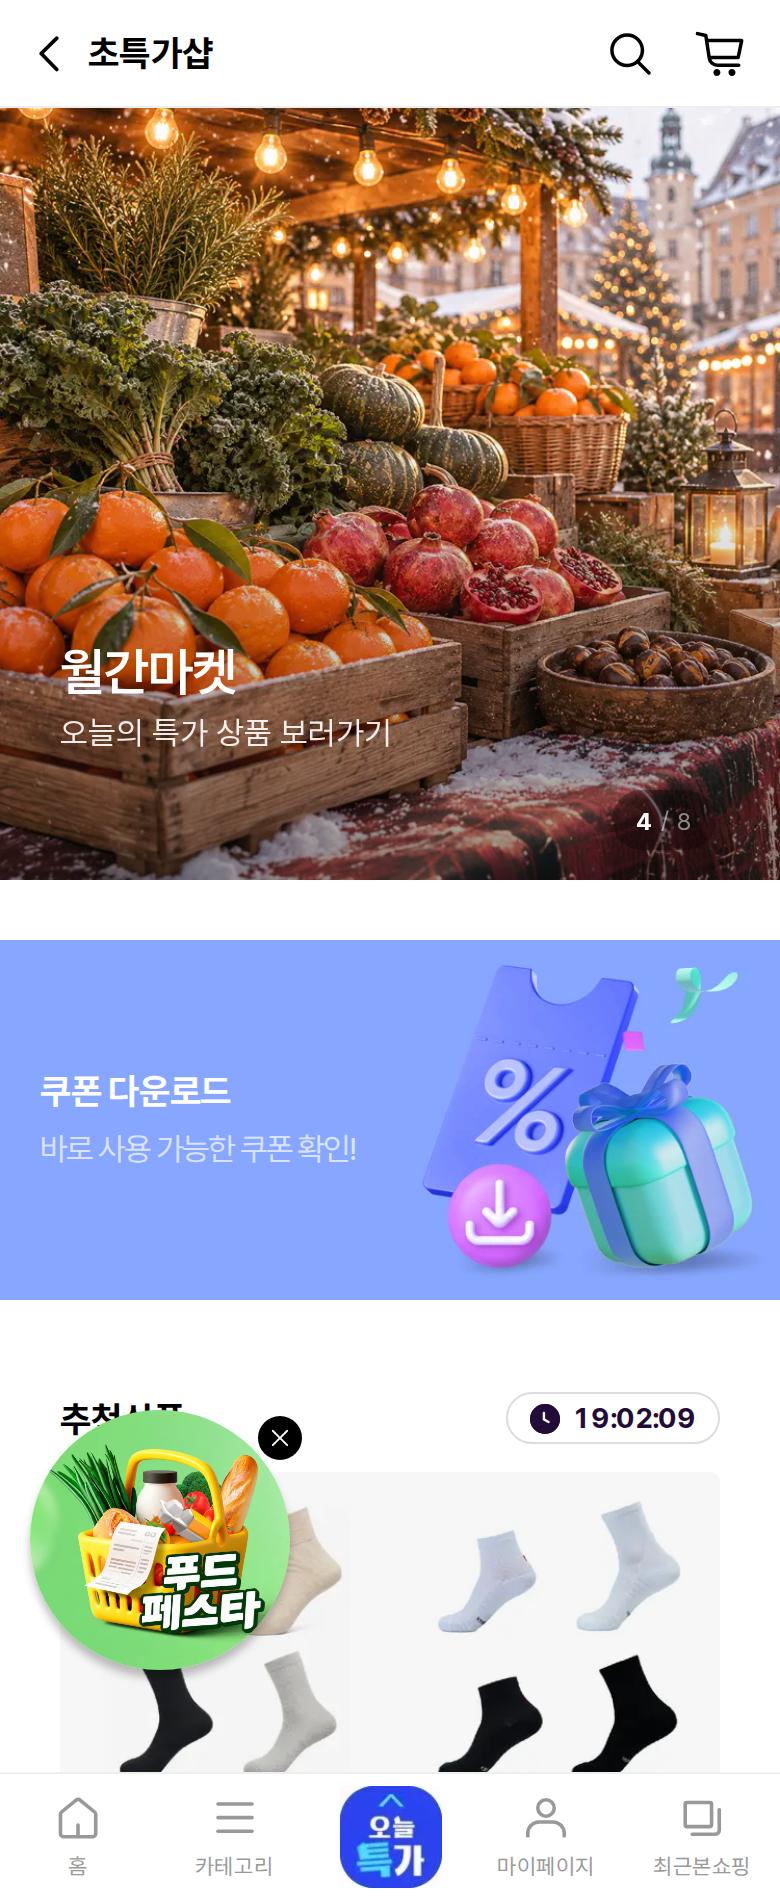 초특가샵
월간마켓
오늘의 특가 상품 보러가기
4 / 8
쿠폰 다운로드
바로 사용 가능한 쿠폰 확인!
19:02:09
푸드
페스타
홈
카테고리
오늘
특가
마이페이지
최근본쇼핑